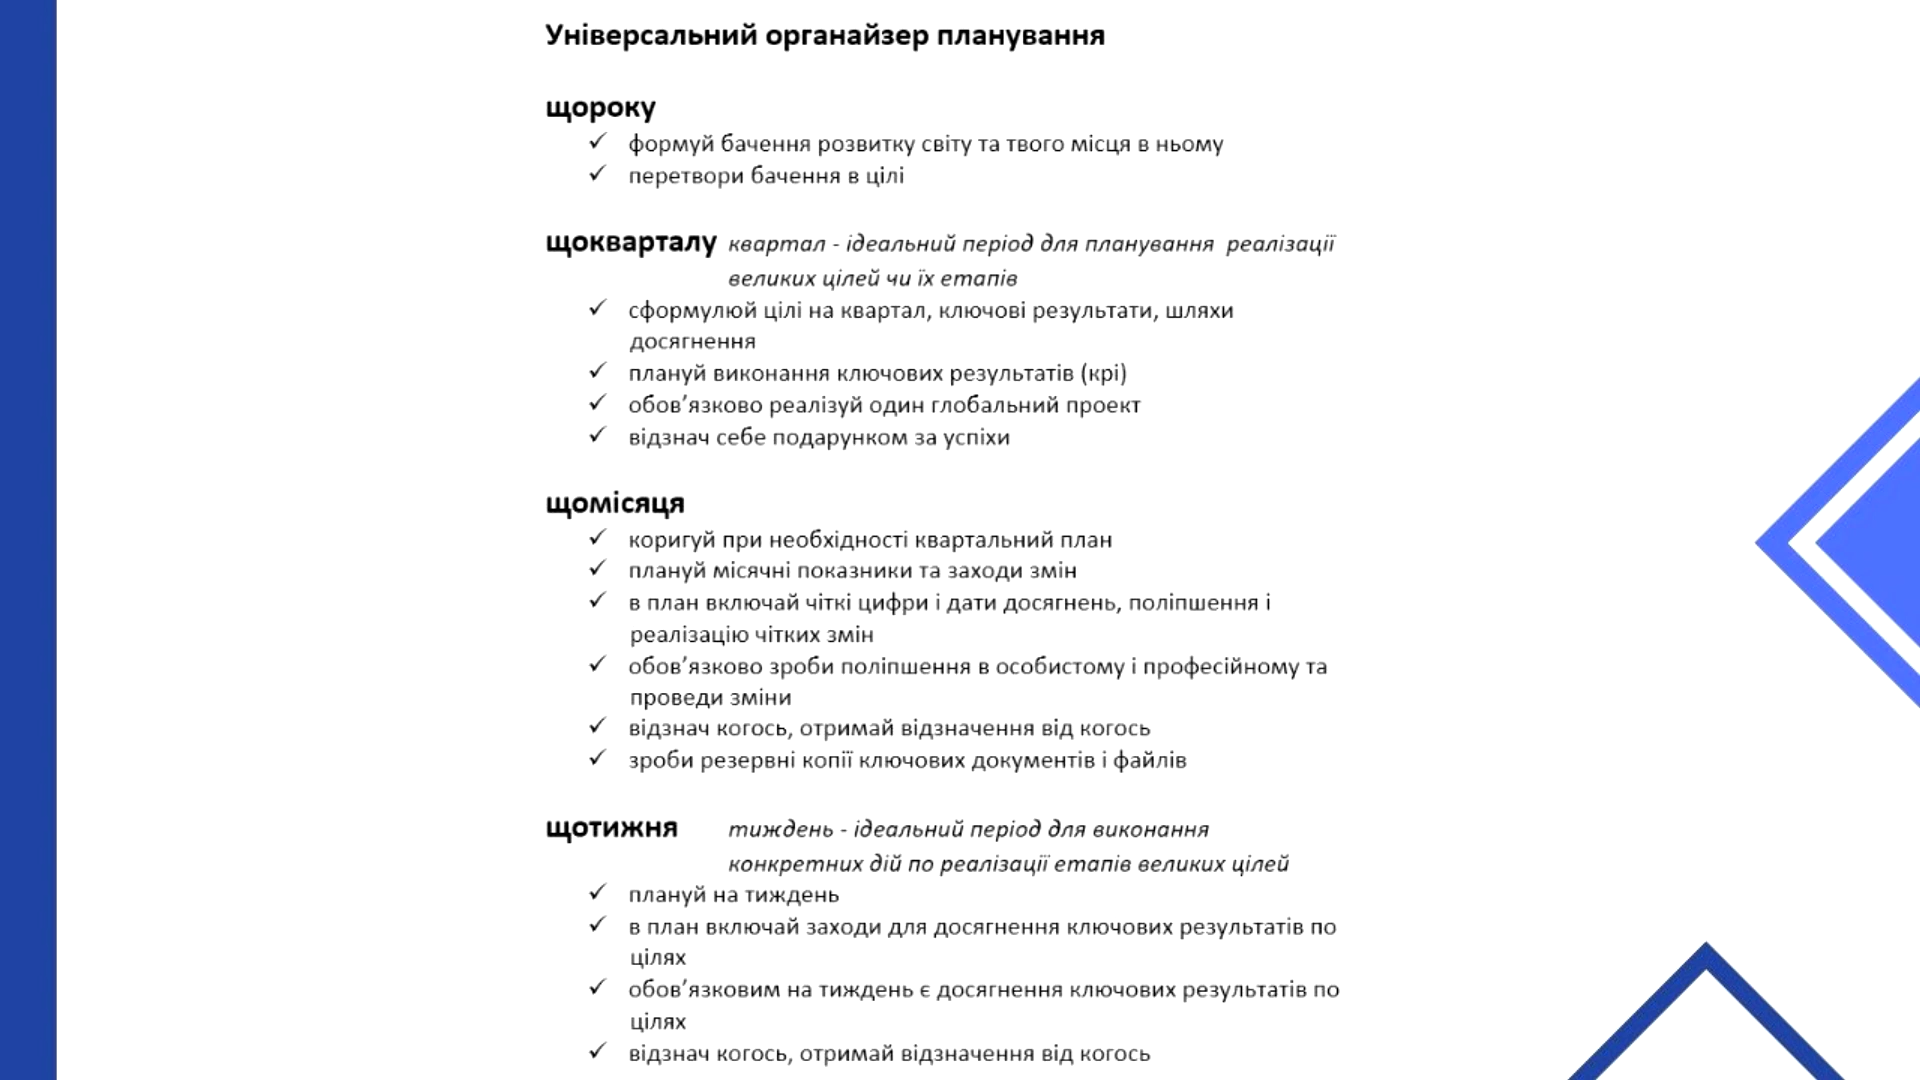 Універсальний органайзер планування
щороку
✓ формуй бачення розвитку світу та твого місця в ньому
✓ перетвори бачення в цілі
щокварталу квартал - ідеальний період для планування реалізації
великих цілей чи їх етапів
✓ сформулюй цілі на квартал, ключові результати, шляхи
досягнення
✓ плануй виконання ключових результатів (крі)
✓ обов’язково реалізуй один глобальний проект
✓ відзнач себе подарунком за успіхи
щомісяця
✓ коригуй при необхідності квартальний план
✓ плануй місячні показники та заходи змін
✓ в план включай чіткі цифри і дати досягнень, поліпшення і
реалізацію чітких змін
✓ обов’язково зроби поліпшення в особистому і професійному та
проведи зміни
✓ відзнач когось, отримай відзначення від когось
✓ зроби резервні копії ключових документів і файлів
щотижня тиждень - ідеальний період для виконання
конкретних дій по реалізації етапів великих цілей
✓ плануй на тиждень
✓ в план включай заходи для досягнення ключових результатів по
цілях
✓ обов’язковим на тиждень є досягнення ключових результатів по
цілях
✓ відзнач когось, отримай відзначення від когось